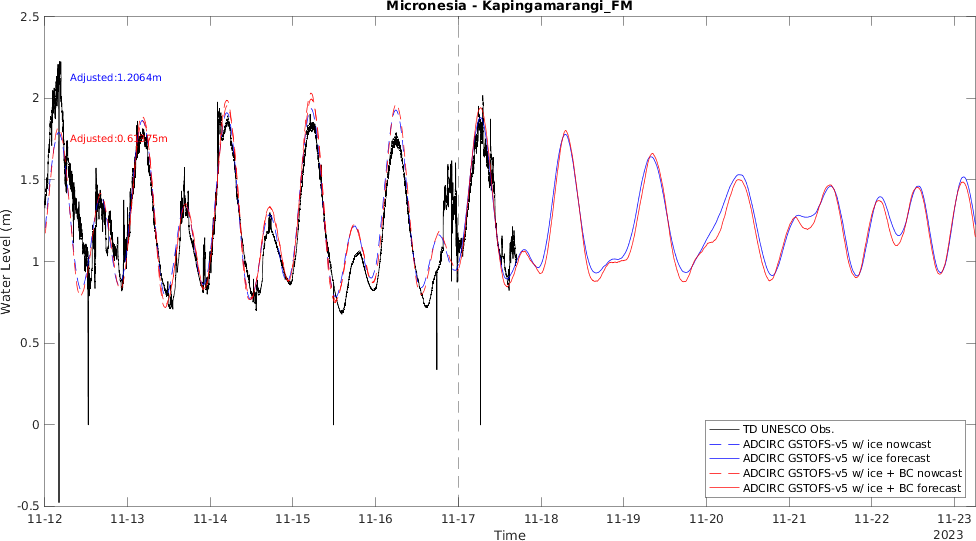 Micronesia - Kapingamarangi_FM
2.5
2
1.5
1
0.5
0
-0.5
Water Level (m)
Adjusted:1.2064m
11-12
11-13
11-14
11-15
11-16
11-17
11-18
11-19
11-20
11-21
11-22
11-23
2023
Time
TD UNESCO Obs.
ADCIRC GSTOFS-v5 w/ ice nowcast
ADCIRC GSTOFS-v5 w/ ice forecast
ADCIRC GSTOFS-v5 w/ ice + BC nowcast
ADCIRC GSTOFS-v5 w/ ice + BC forecast